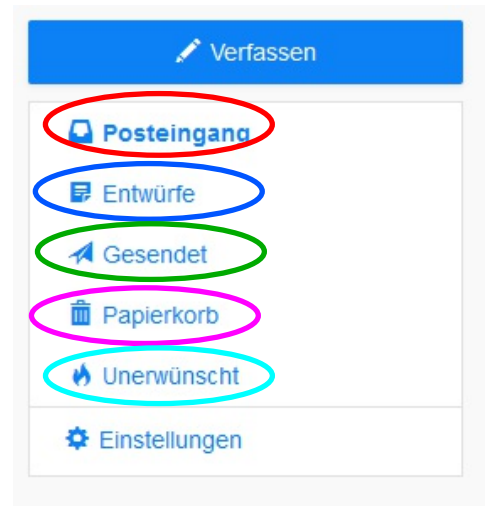 Verfassen
Posteingang
Entwürfe
Gesendet
Papierkorb
Unerwünscht
Einstellungen